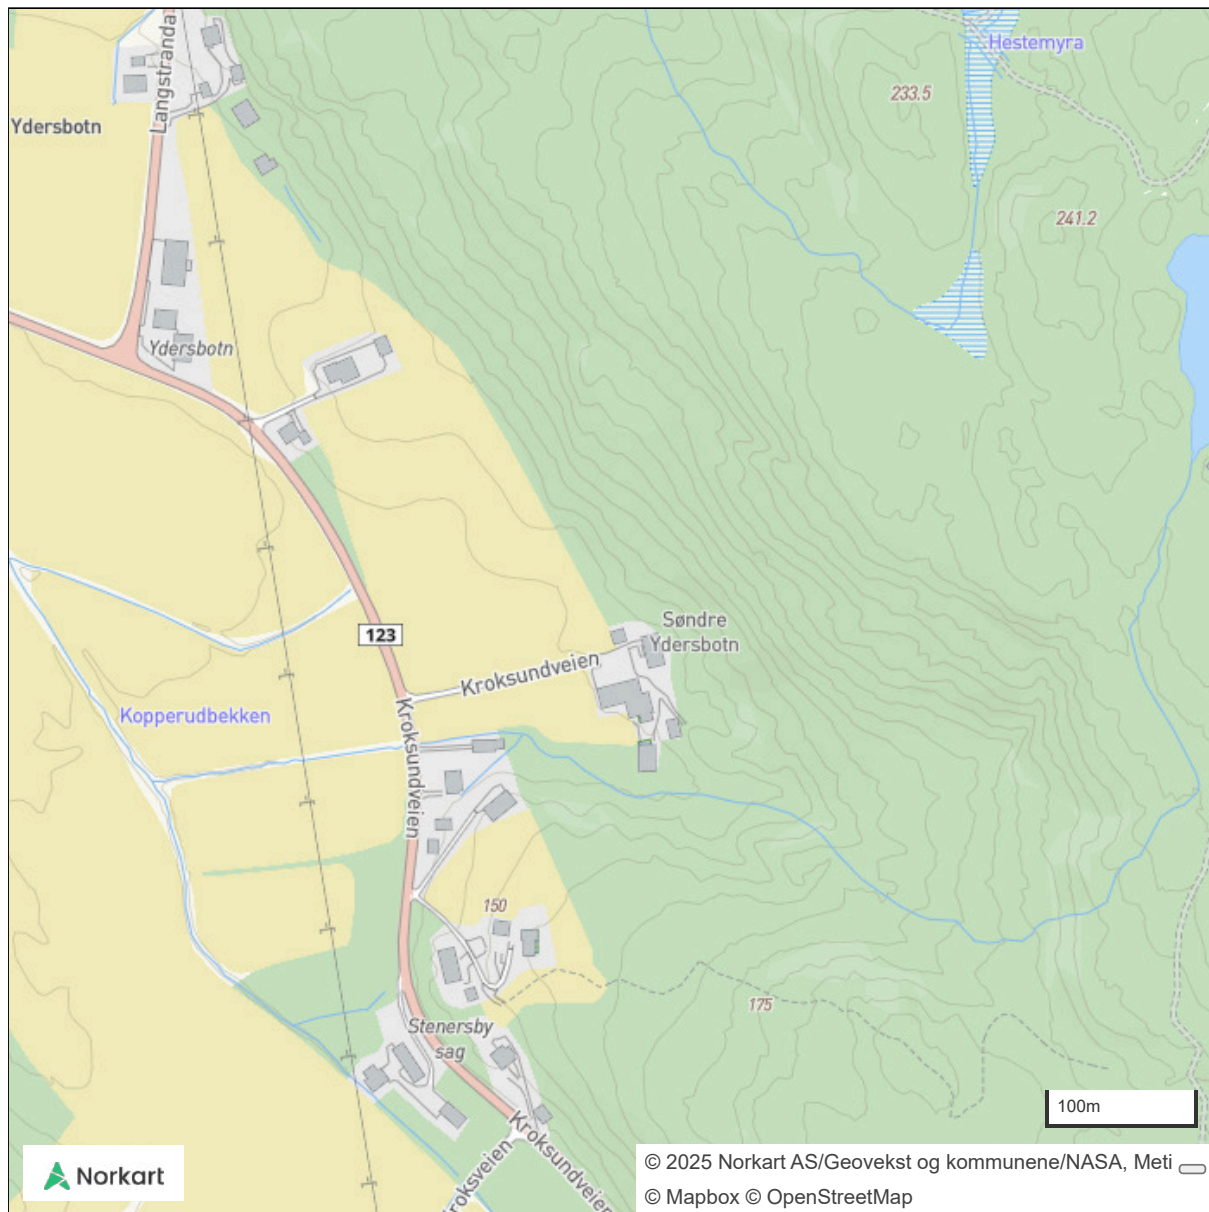 Langstranda
Hestemyra
233.5
Ydersbotn
241.2
Ydersbotn
123
Søndre
Ydersbotn
Kroksundveien
Kopperudbekken
Kroksundveien
150
175
Stenersby
sag
100m
Kroksundveien
oksveien
Norkart
© 2025 Norkart AS/Geovekst og kommunene/NASA, Meti
© Mapbox © OpenStreetMap